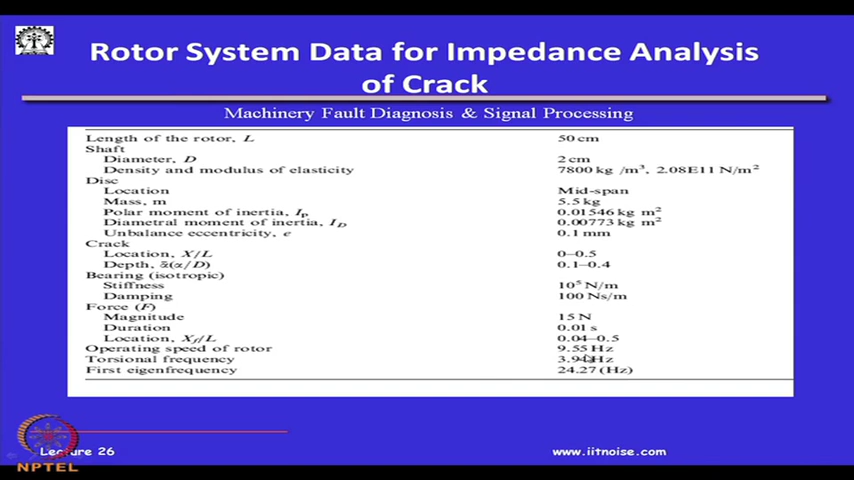 Rotor System Data for Impedance Analysis
of Crack
Machinery Fault Diagnosis & Signal Processing
Length of the rotor, L 50 cm
Shaft
Diameter, D 2 cm
Density and modulus of elasticity 7800 kg /m³, 2.08E11 N/m²
Disc
Location Mid-span
Mass, m 5.5 kg
Polar moment of inertia, Iₚ 0.01546 kg m²
Diametral moment of inertia, I_D 0.00773 kg m²
Unbalance eccentricity, e 0.1 mm
Crack
Location, X/L 0–0.5
Depth, ᾱ(α/D) 0.1–0.4
Bearing (isotropic)
Stiffness 10⁵ N/m
Damping 100 Ns/m
Force (F)
Magnitude 15 N
Duration 0.01 s
Location, X_f/L 0.04–0.5
Operating speed of rotor 9.55 Hz
Torsional frequency Hz
First eigenfrequency 24.27 (Hz)
Lecture 26 www.iitnoise.com
NPTEL